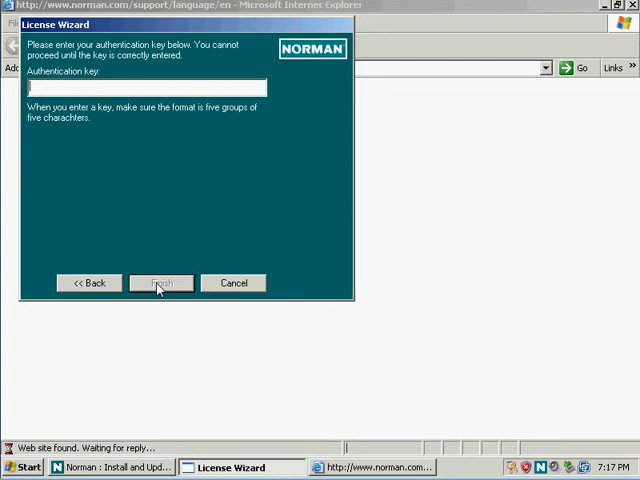 http://www.norman.com/support/language/en - Microsoft Internet Explorer
License Wizard
Please enter your authentication key below. You cannot
proceed until the key is correctly entered.
NORMAN
Authentication key:
When you enter a key, make sure the format is five groups of
five charachters.
Go
Links
<< Back
Finish
Cancel
Web site found. Waiting for reply...
Start
Norman : Install and Upd...
License Wizard
http://www.norman.com...
7:17 PM